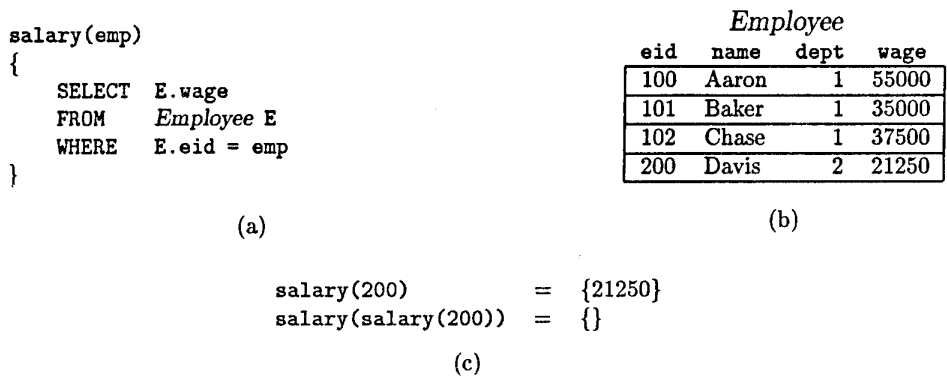 salary(emp)
{
SELECT E.wage
FROM Employee E
WHERE E.eid = emp
}
(a)
Employee
eid name dept wage
100 Aaron 1 55000
101 Baker 1 35000
102 Chase 1 37500
200 Davis 2 21250
(b)
salary(200) = {21250}
salary(salary(200)) = {}
(c)